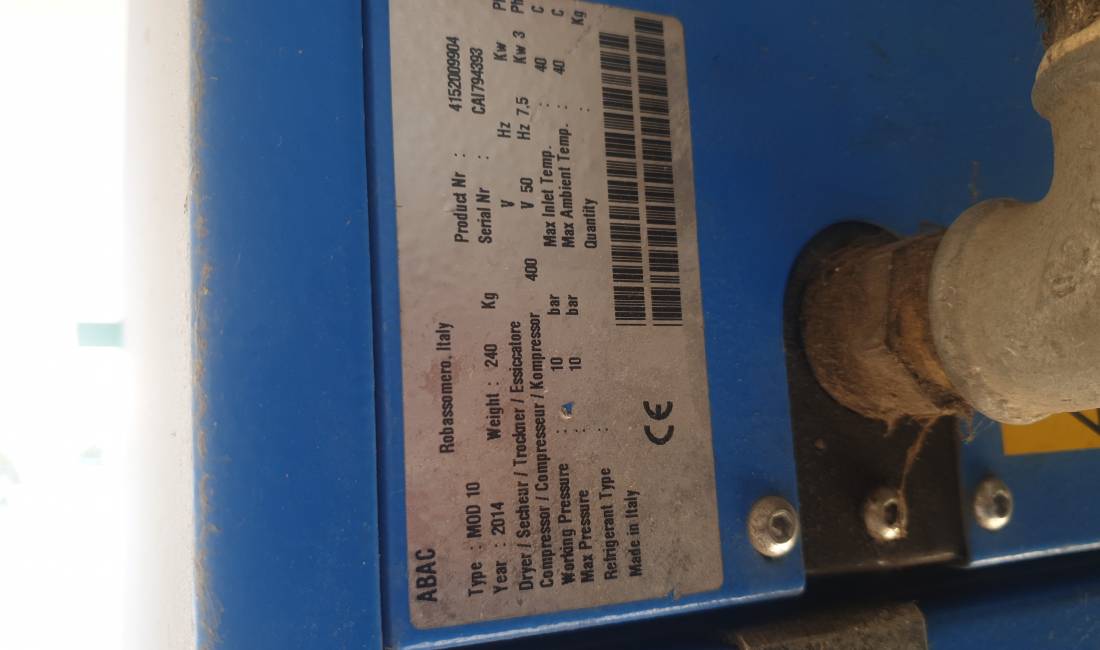 ABAC
Robassomero, Italy
Type : MOD 10 Product Nr : 4152009904
Year : 2014 Weight : 240 Kg Serial Nr : CAI794393
Dryer / Secheur / Trockner / Essiccatore V Hz Kw
Compressor / Compresseur / Kompressor 400 V 50 Hz 7,5 Kw 3 Ph
Working Pressure : 10 bar Max Inlet Temp. : 40 C
Max Pressure : 10 bar Max Ambient Temp. : 40 C
Refrigerant Type : Quantity : Kg
Made in Italy
CE